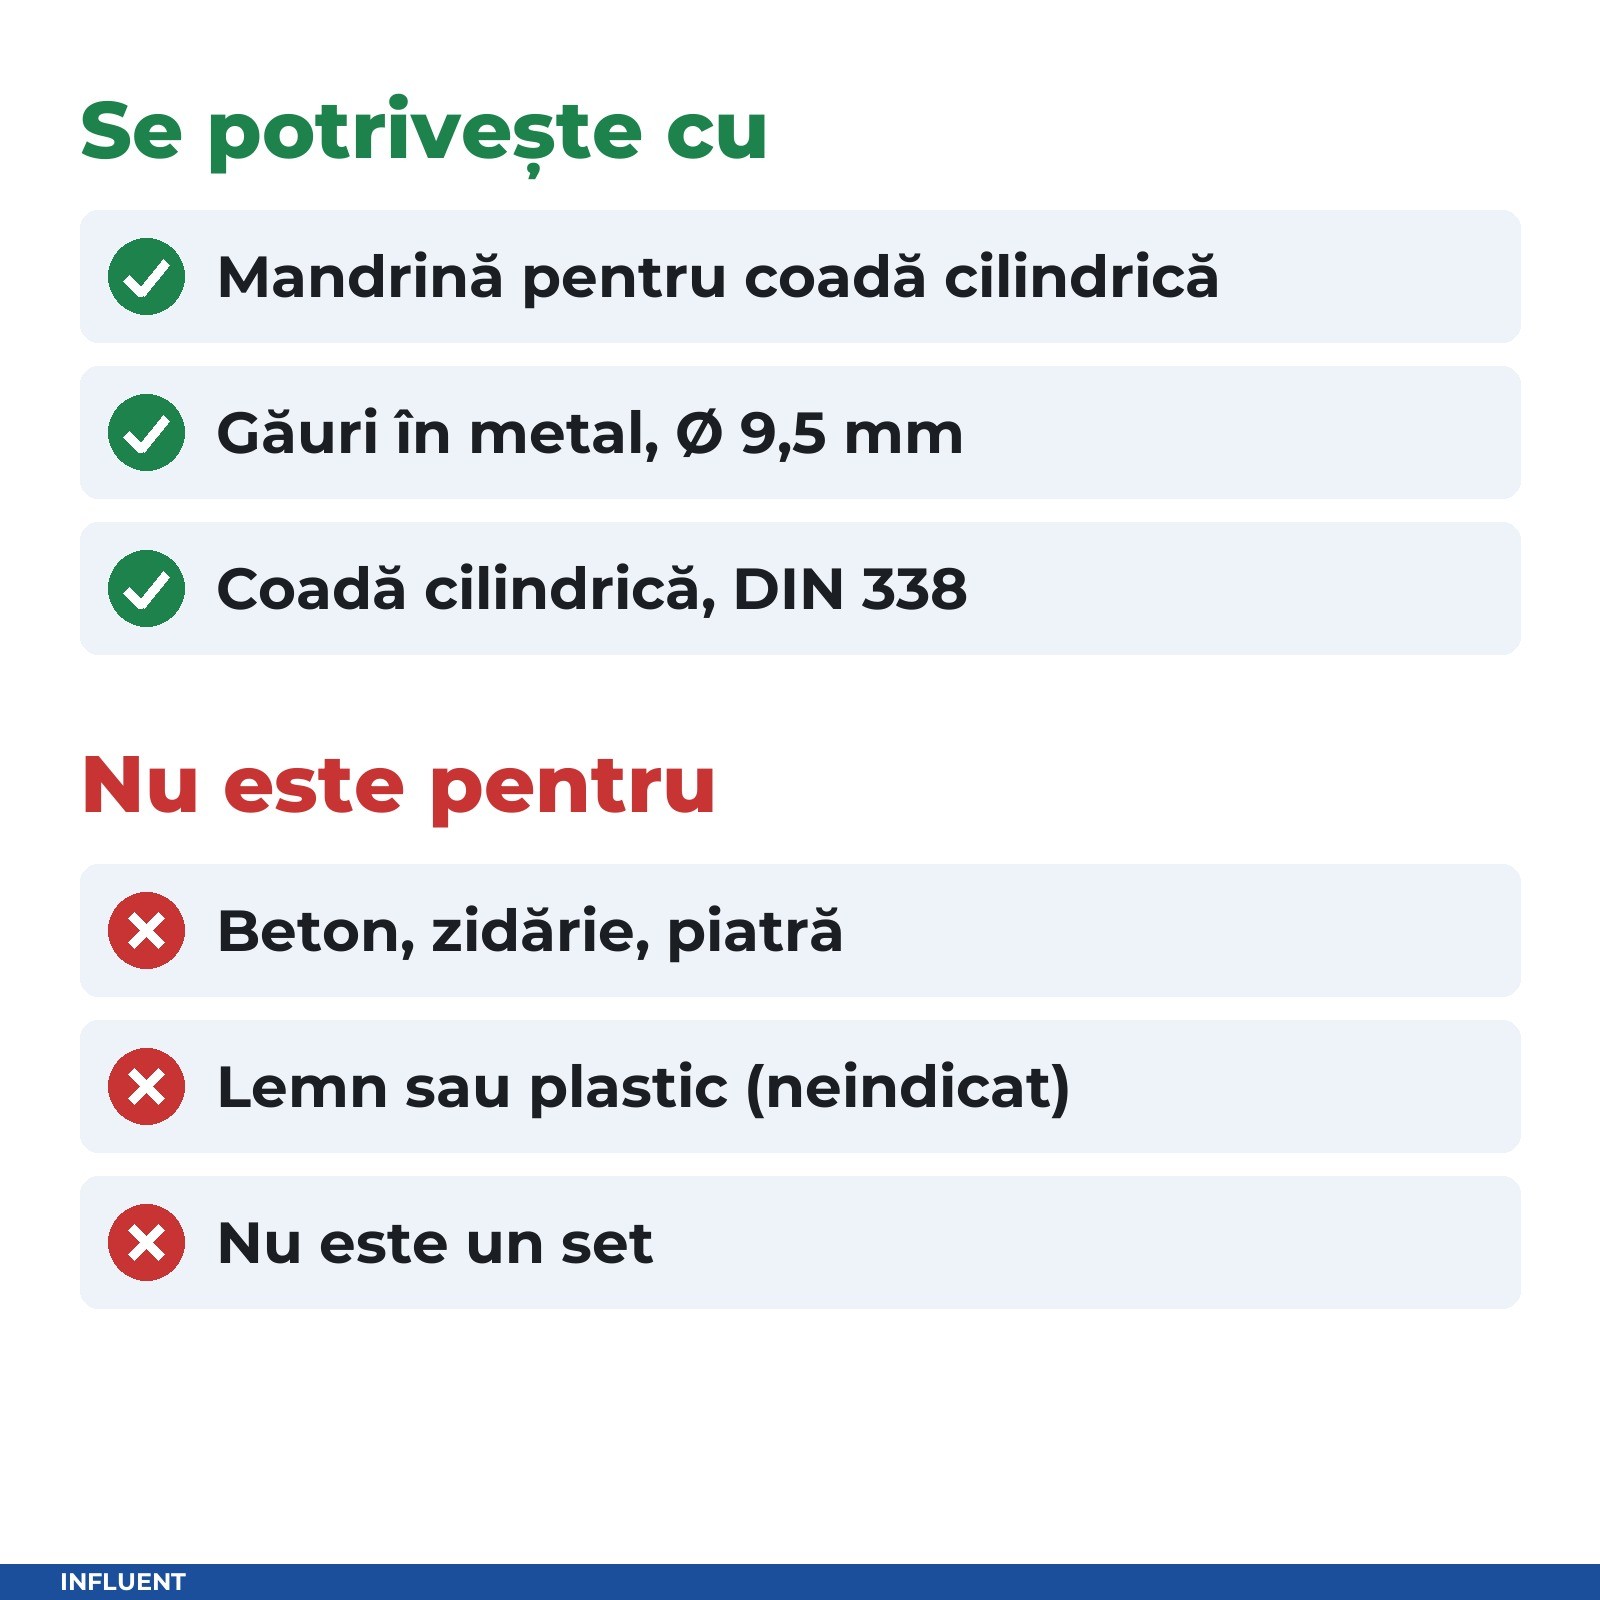 Se potrivește cu
Mandrină pentru coadă cilindrică
Găuri în metal, Ø 9,5 mm
Coadă cilindrică, DIN 338
Nu este pentru
Beton, zidărie, piatră
Lemn sau plastic (neindicat)
Nu este un set
INFLUENT